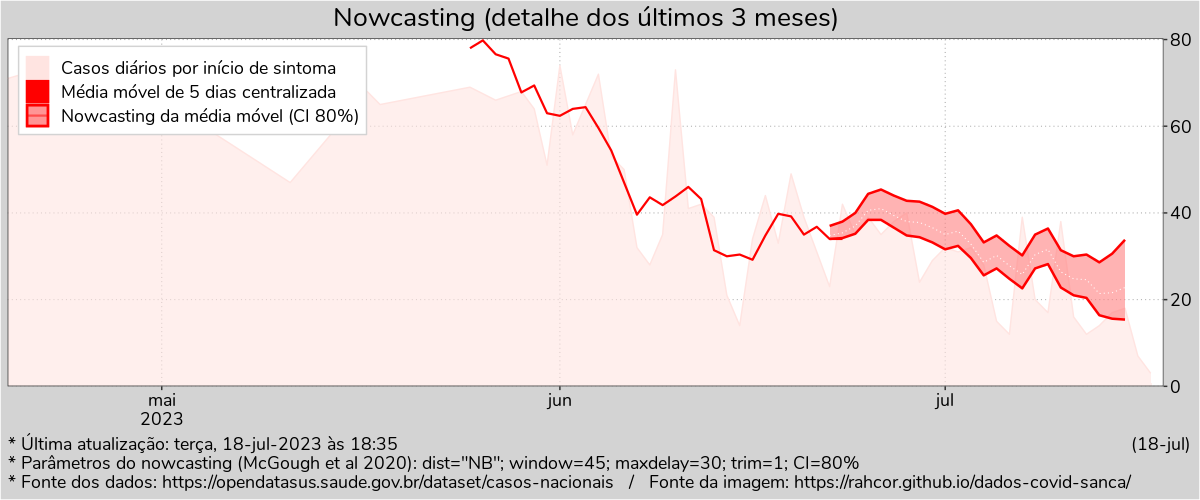 Nowcasting (detalhe dos últimos 3 meses)
Casos diários por início de sintoma
Média móvel de 5 dias centralizada
Nowcasting da média móvel (CI 80%)
80
60
40
20
0
mai
2023
jun
jul
* Última atualização: terça, 18-jul-2023 às 18:35
(18-jul)
* Parâmetros do nowcasting (McGough et al 2020): dist="NB"; window=45; maxdelay=30; trim=1; CI=80%
* Fonte dos dados: https://opendatasus.saude.gov.br/dataset/casos-nacionais / Fonte da imagem: https://rahcor.github.io/dados-covid-sanca/